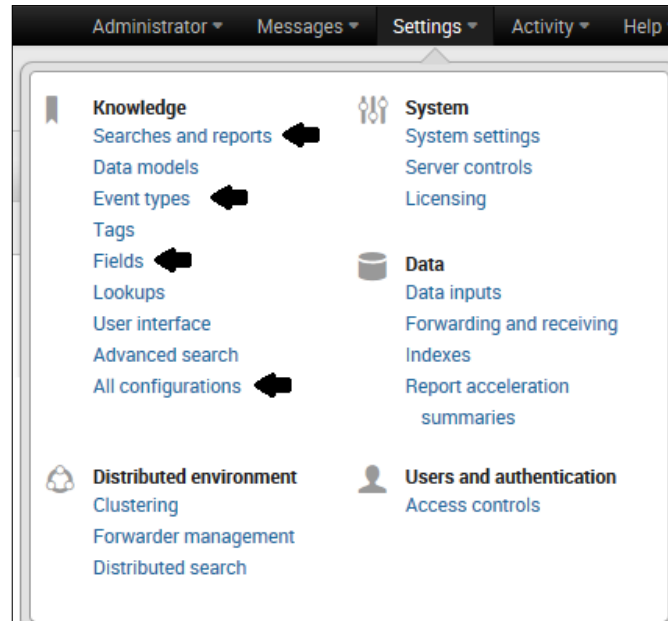 Administrator Messages Settings Activity Help
Knowledge
Searches and reports
Data models
Event types
Tags
Fields
Lookups
User interface
Advanced search
All configurations
System
System settings
Server controls
Licensing
Data
Data inputs
Forwarding and receiving
Indexes
Report acceleration
summaries
Distributed environment
Clustering
Forwarder management
Distributed search
Users and authentication
Access controls